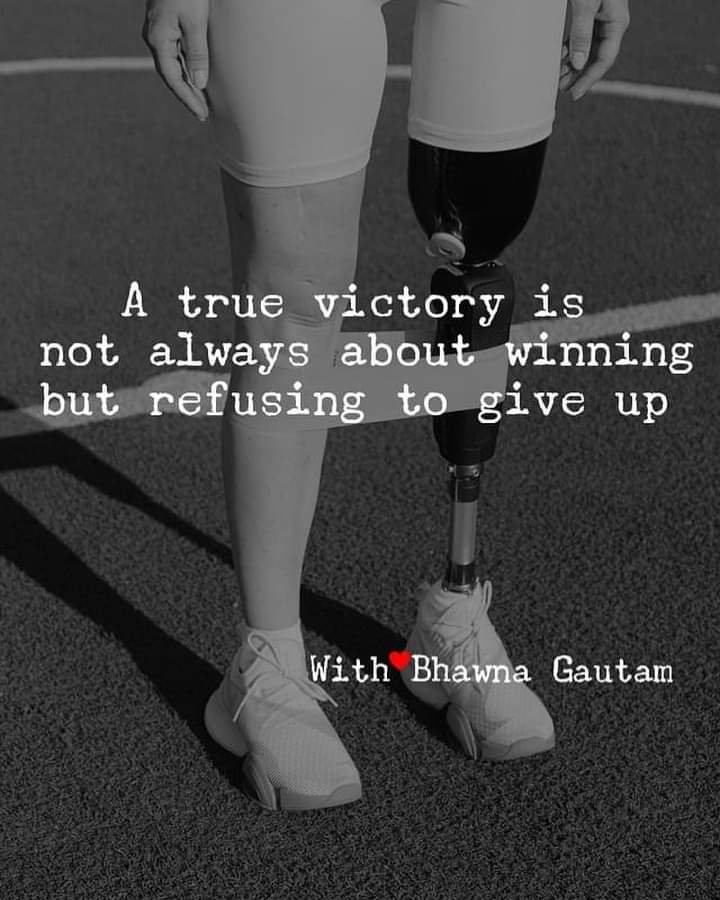 A true victory is
not always about winning
but refusing to give up
With❤Bhawna Gautam